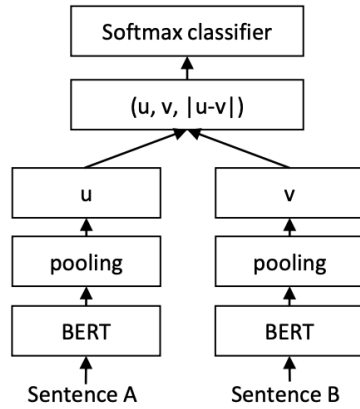 Softmax classifier
(u, v, |u-v|)
u
v
pooling
pooling
BERT
BERT
Sentence A
Sentence B